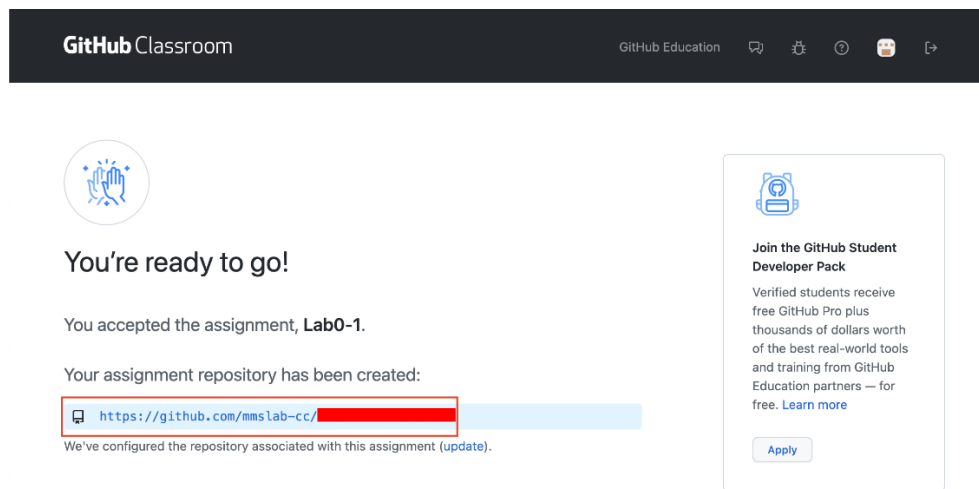 GitHub Classroom
GitHub Education
You're ready to go!
You accepted the assignment, Lab0-1.
Your assignment repository has been created:
https://github.com/mmslab-cc/
We've configured the repository associated with this assignment (update).
Join the GitHub Student
Developer Pack
Verified students receive
free GitHub Pro plus
thousands of dollars worth
of the best real-world tools
and training from GitHub
Education partners — for
free. Learn more
Apply